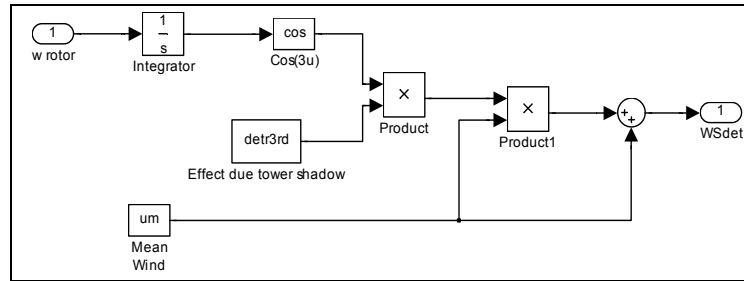 1
w rotor
1
s
Integrator
cos
Cos(3u)
×
Product
×
Product1
+
+
1
WSdet
detr3rd
Effect due tower shadow
um
Mean
Wind